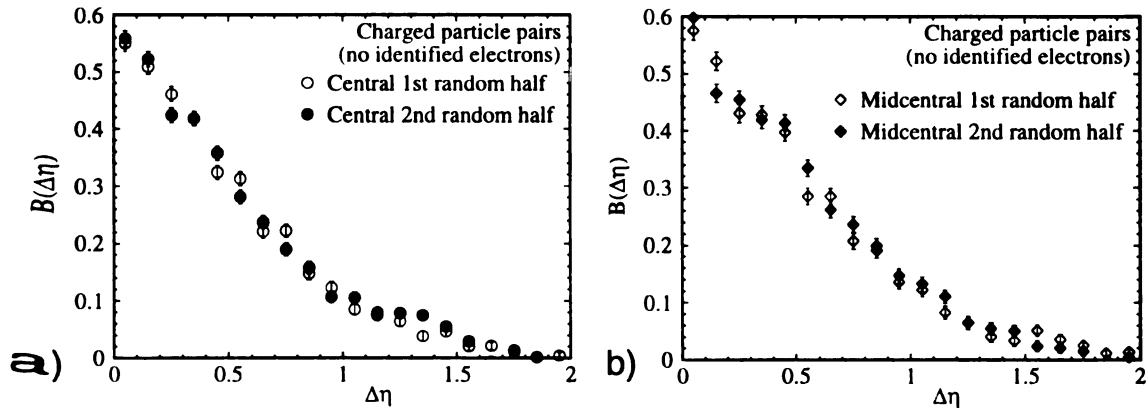 0.6
0.5
0.4
0.3
0.2
0.1
0
B(Δη)
Charged particle pairs
(no identified electrons)
Central 1st random half
Central 2nd random half
0 0.5 1 1.5 2
Δη
a)
0.6
0.5
0.4
0.3
0.2
0.1
0
B(Δη)
Charged particle pairs
(no identified electrons)
Midcentral 1st random half
Midcentral 2nd random half
0 0.5 1 1.5 2
Δη
b)